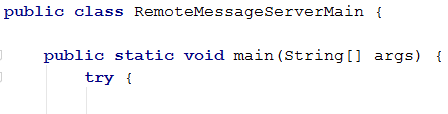 public class RemoteMessageServerMain {
public static void main(String[] args) {
try {